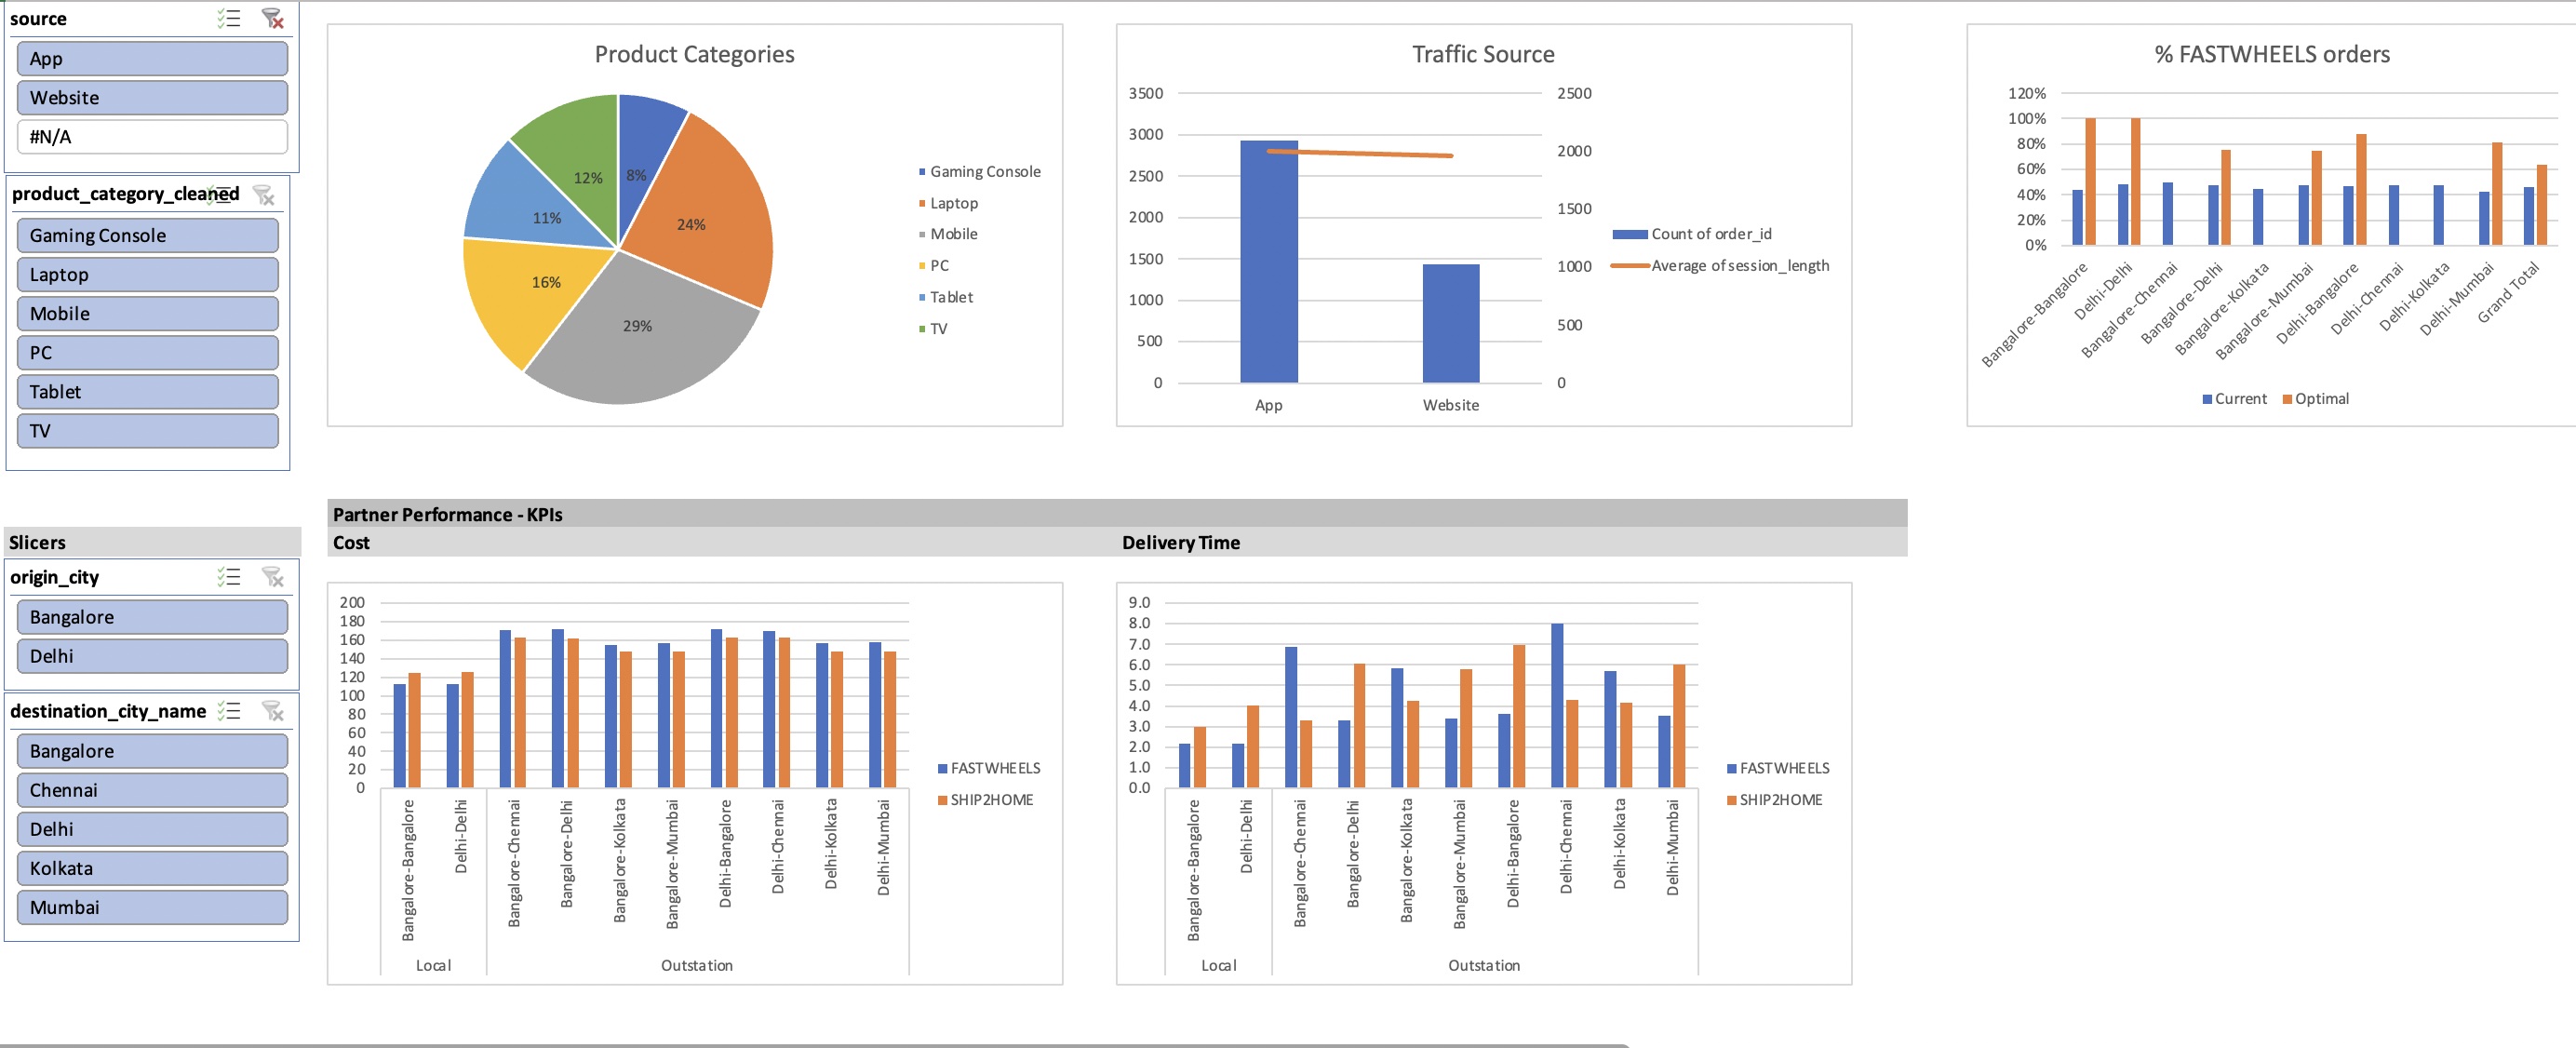 source
App
Website
#N/A
product_category_cleaned
Gaming Console
Laptop
Mobile
PC
Tablet
TV
Slicers
origin_city
Bangalore
Delhi
destination_city_name
Bangalore
Chennai
Delhi
Kolkata
Mumbai
Product Categories
8%
24%
29%
16%
11%
12%
Gaming Console
Laptop
Mobile
PC
Tablet
TV
Traffic Source
3500
3000
2500
2000
1500
1000
500
0
2500
2000
1500
1000
500
0
App
Website
Count of order_id
Average of session_length
% FASTWHEELS orders
120%
100%
80%
60%
40%
20%
0%
Bangalore-Bangalore
Delhi-Delhi
Bangalore-Chennai
Bangalore-Delhi
Bangalore-Kolkata
Bangalore-Mumbai
Delhi-Bangalore
Delhi-Chennai
Delhi-Kolkata
Delhi-Mumbai
Grand Total
Current
Optimal
Partner Performance - KPIs
Cost
200
180
160
140
120
100
80
60
40
20
0
Bangalore-Bangalore
Delhi-Delhi
Bangalore-Chennai
Bangalore-Delhi
Bangalore-Kolkata
Bangalore-Mumbai
Delhi-Bangalore
Delhi-Chennai
Delhi-Kolkata
Delhi-Mumbai
Local
Outstation
FASTWHEELS
SHIP2HOME
Delivery Time
9.0
8.0
7.0
6.0
5.0
4.0
3.0
2.0
1.0
0.0
Bangalore-Bangalore
Delhi-Delhi
Bangalore-Chennai
Bangalore-Delhi
Bangalore-Kolkata
Bangalore-Mumbai
Delhi-Bangalore
Delhi-Chennai
Delhi-Kolkata
Delhi-Mumbai
Local
Outstation
FASTWHEELS
SHIP2HOME